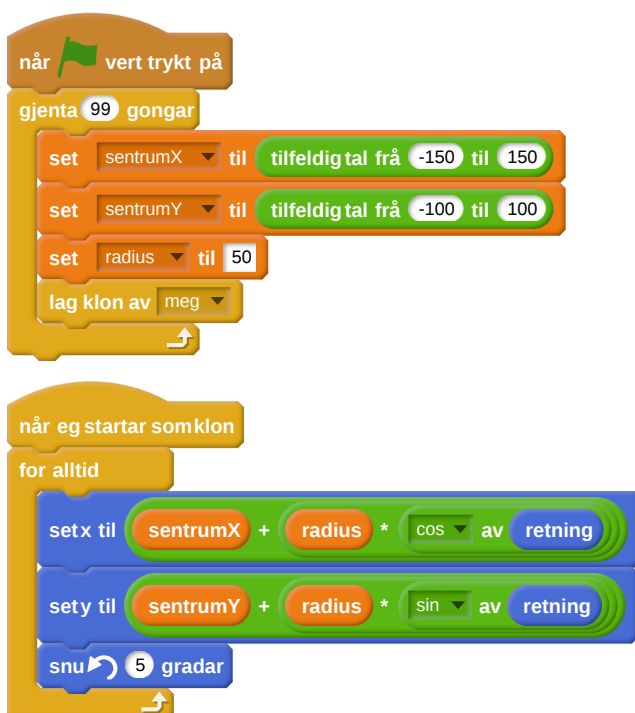 når vert trykt på
gjenta 99 gongar
set sentrumX til tilfeldig tal frå -150 til 150
set sentrumY til tilfeldig tal frå -100 til 100
set radius til 50
lag klon av meg
når eg startar som klon
for alltid
set x til sentrumX + radius * cos av retning
set y til sentrumY + radius * sin av retning
snu 5 gradar